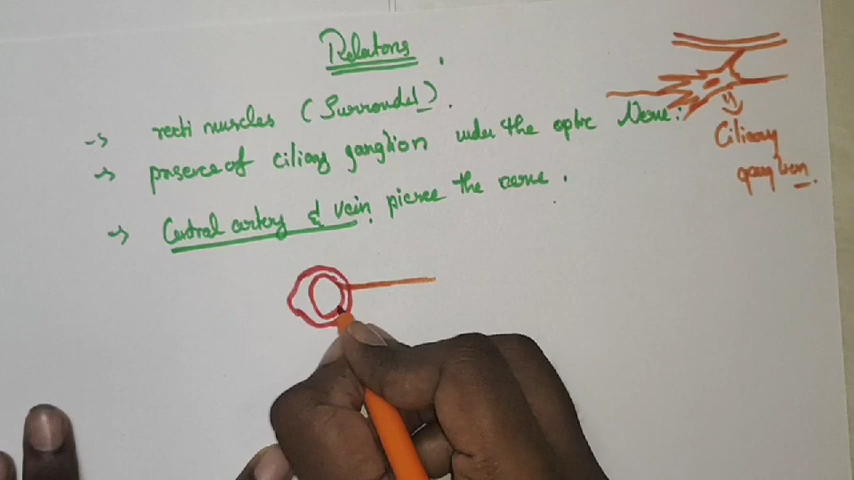 Relations.
-> recti muscles (Surrounded).
-> presence of ciliary ganglion under the optic Nerve.
-> Central artery & vein pierce the nerve.
Ciliary
ganglion.